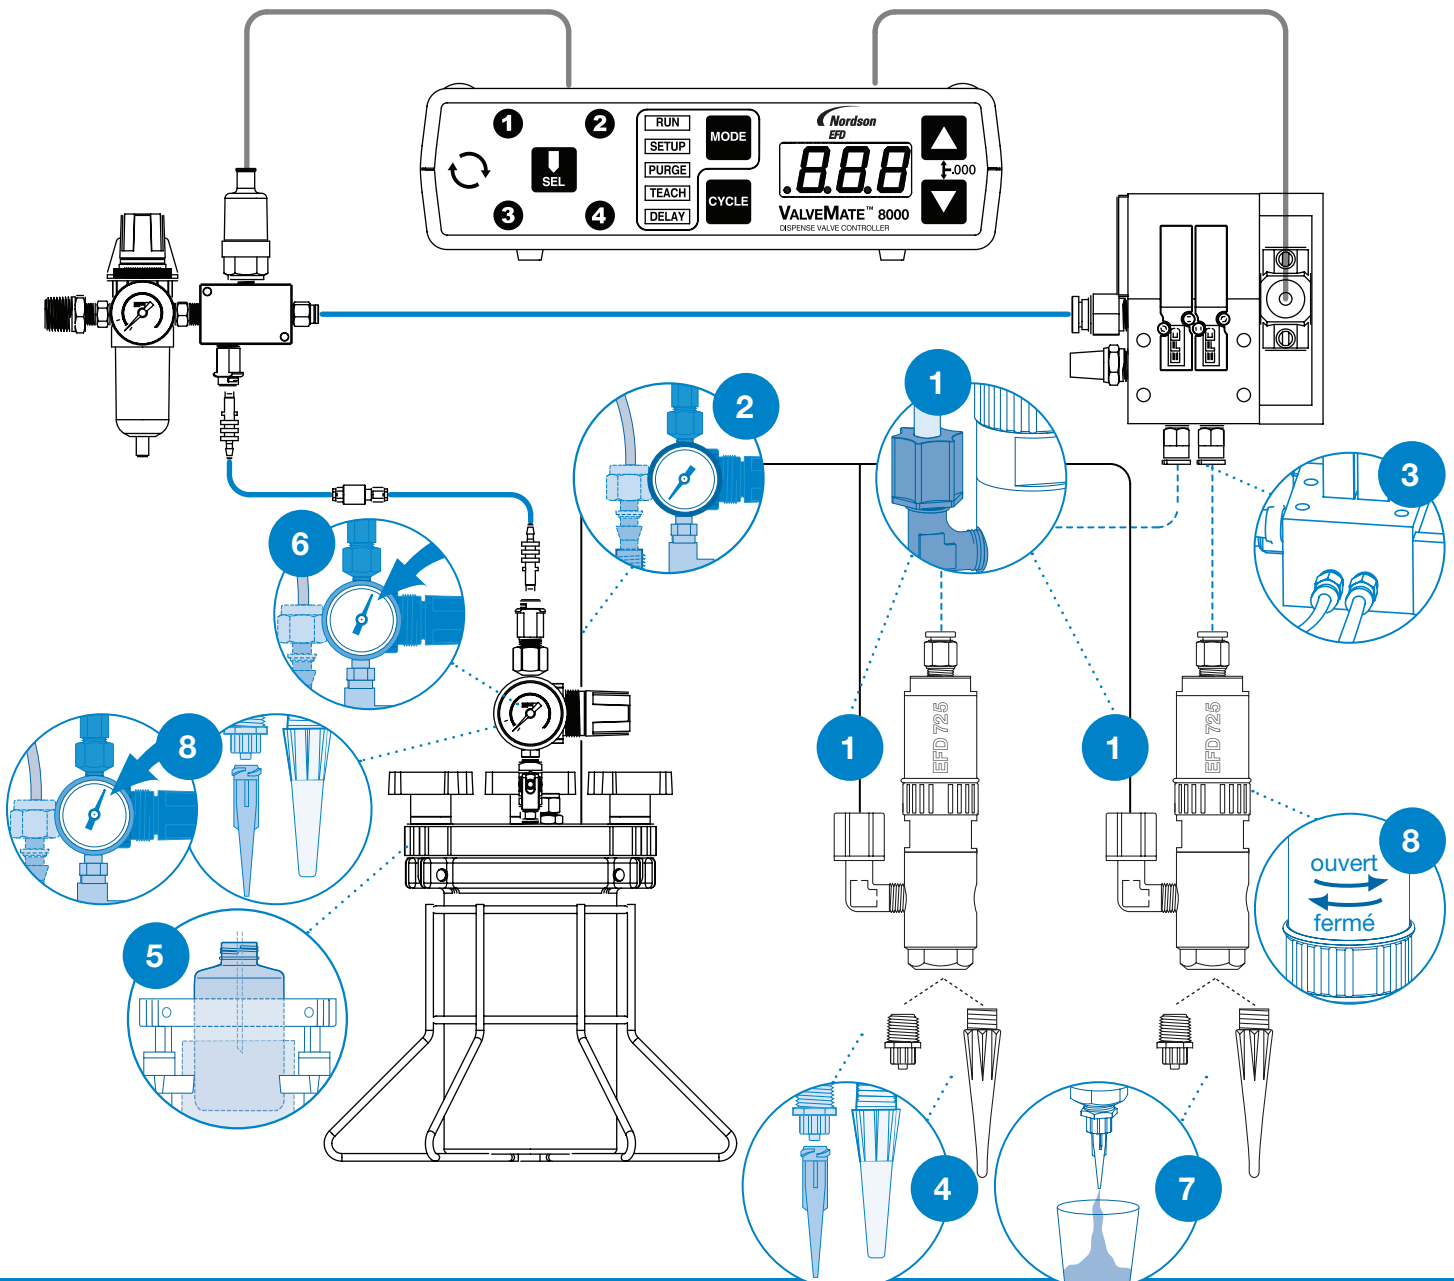 1
2
3
4
SEL
RUN
SETUP
PURGE
TEACH
DELAY
MODE
CYCLE
Nordson
EFD
.8.8.8
VALVEMATE™ 8000
DISPENSE VALVE CONTROLLER
.000
1
2
3
6
8
EFD 725
1
EFD 725
1
8
ouvert
fermé
5
4
7